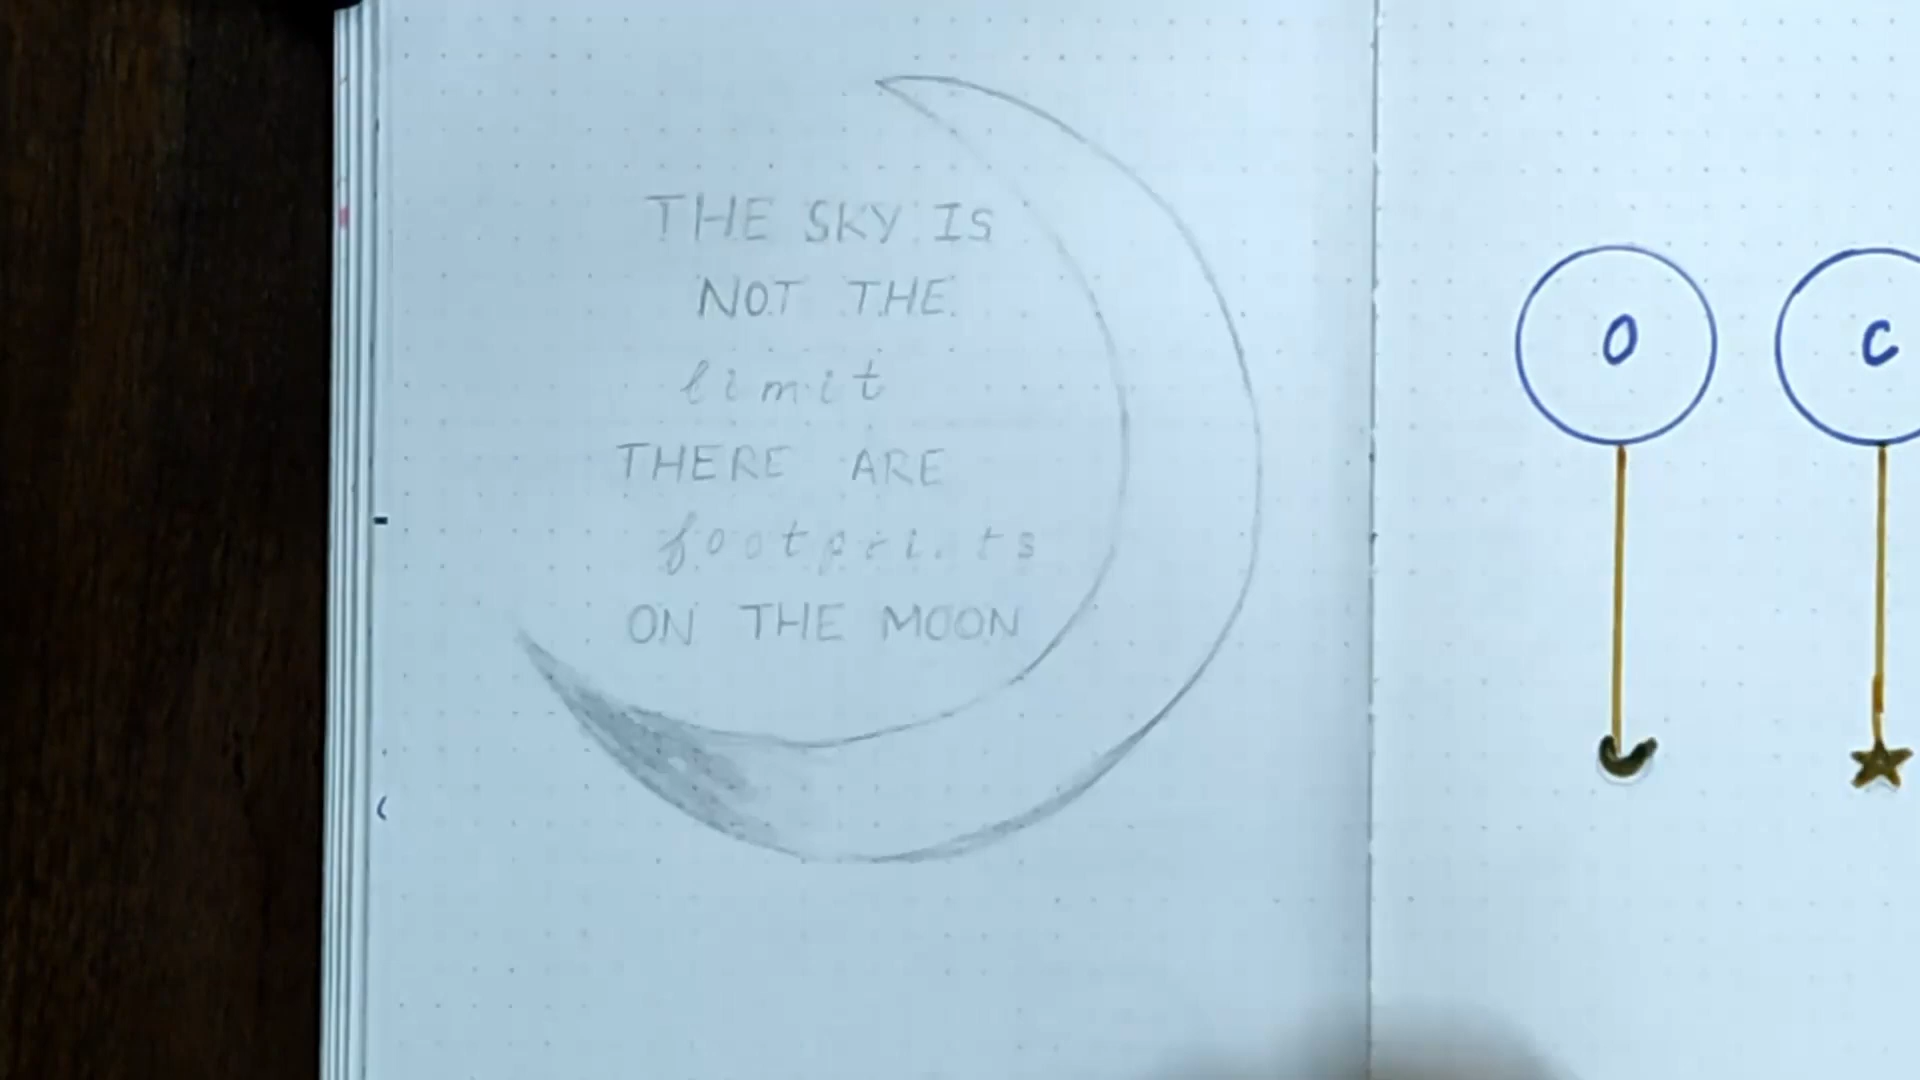 THE SKY IS
NOT THE
limit
THERE ARE
footprints
ON THE MOON
O C